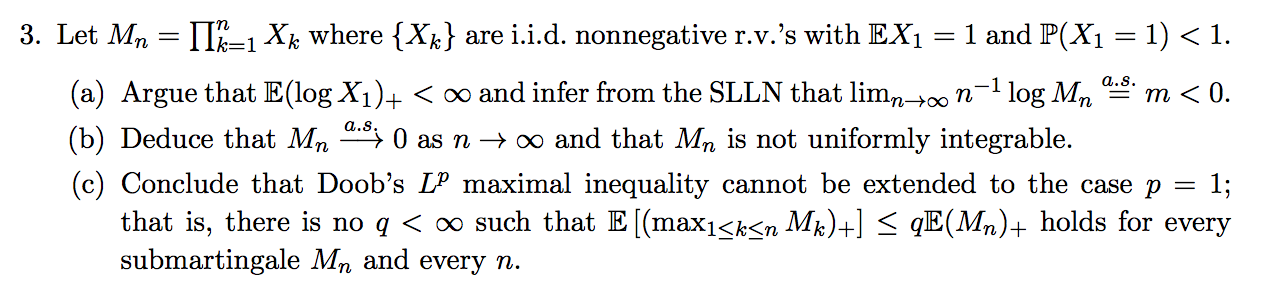 3. Let $M_n = \prod_{k=1}^{n} X_k$ where $\{X_k\}$ are i.i.d. nonnegative r.v.'s with $\mathbb{E}X_1 = 1$ and $\mathbb{P}(X_1 = 1) < 1$.
(a) Argue that $\mathbb{E}(\log X_1)_+ < \infty$ and infer from the SLLN that $\lim_{n\to\infty} n^{-1} \log M_n \overset{a.s.}{=} m < 0$.
(b) Deduce that $M_n \overset{a.s.}{\longrightarrow} 0$ as $n \to \infty$ and that $M_n$ is not uniformly integrable.
(c) Conclude that Doob's $L^p$ maximal inequality cannot be extended to the case $p = 1$;
that is, there is no $q < \infty$ such that $\mathbb{E}\left[(\max_{1\le k\le n} M_k)_+\right] \le q\mathbb{E}(M_n)_+$ holds for every
submartingale $M_n$ and every $n$.